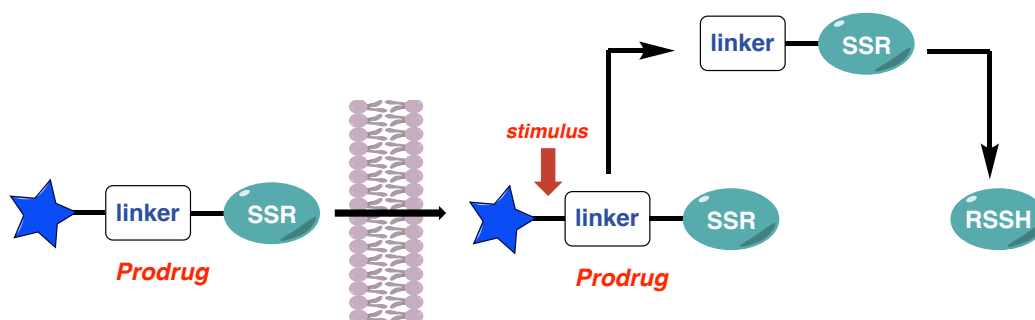 linker
SSR
Prodrug
stimulus
linker
SSR
Prodrug
linker
SSR
RSSH